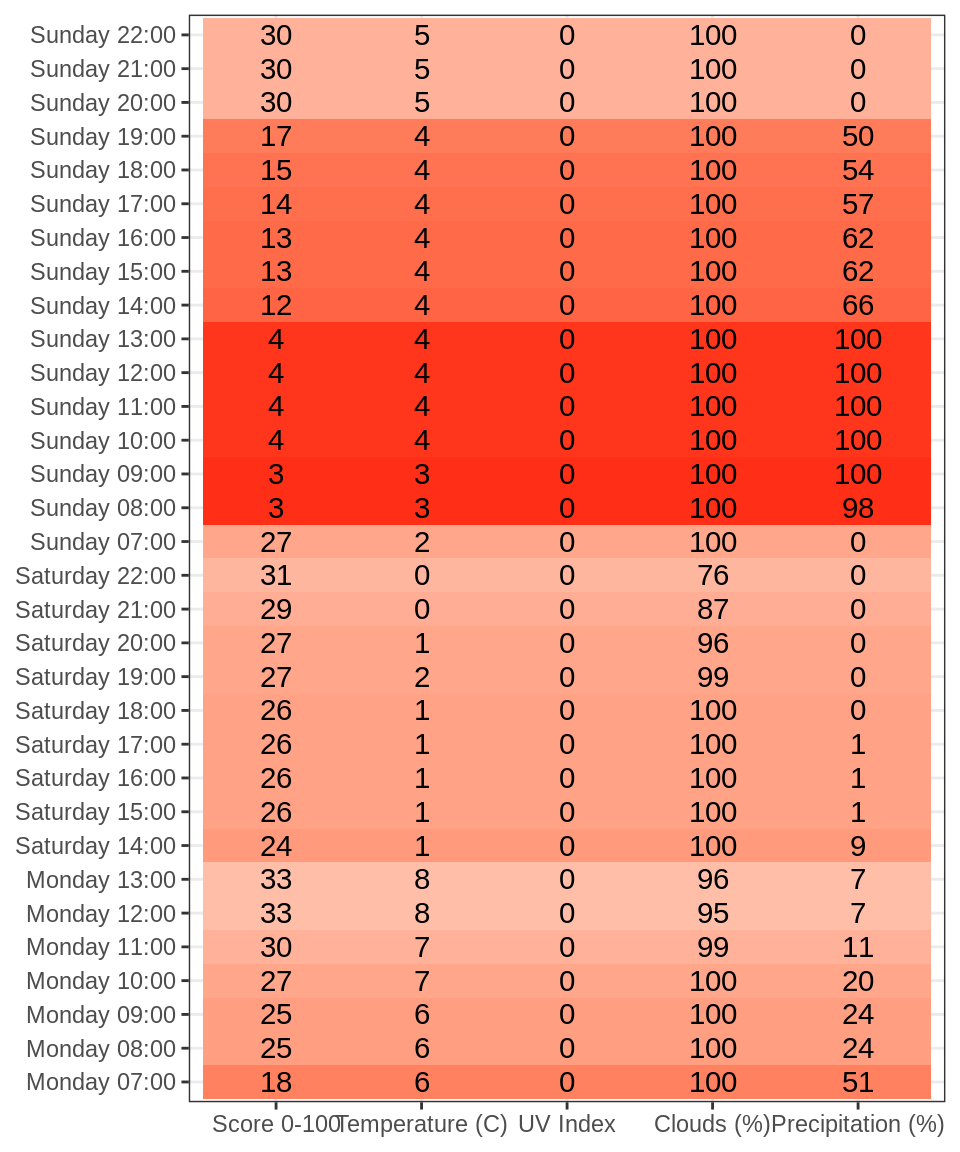 Sunday 22:00 30 5 0 100 0
Sunday 21:00 30 5 0 100 0
Sunday 20:00 30 5 0 100 0
Sunday 19:00 17 4 0 100 50
Sunday 18:00 15 4 0 100 54
Sunday 17:00 14 4 0 100 57
Sunday 16:00 13 4 0 100 62
Sunday 15:00 13 4 0 100 62
Sunday 14:00 12 4 0 100 66
Sunday 13:00 4 4 0 100 100
Sunday 12:00 4 4 0 100 100
Sunday 11:00 4 4 0 100 100
Sunday 10:00 4 4 0 100 100
Sunday 09:00 3 3 0 100 100
Sunday 08:00 3 3 0 100 98
Sunday 07:00 27 2 0 100 0
Saturday 22:00 31 0 0 76 0
Saturday 21:00 29 0 0 87 0
Saturday 20:00 27 1 0 96 0
Saturday 19:00 27 2 0 99 0
Saturday 18:00 26 1 0 100 0
Saturday 17:00 26 1 0 100 1
Saturday 16:00 26 1 0 100 1
Saturday 15:00 26 1 0 100 1
Saturday 14:00 24 1 0 100 9
Monday 13:00 33 8 0 96 7
Monday 12:00 33 8 0 95 7
Monday 11:00 30 7 0 99 11
Monday 10:00 27 7 0 100 20
Monday 09:00 25 6 0 100 24
Monday 08:00 25 6 0 100 24
Monday 07:00 18 6 0 100 51
Score 0-100 Temperature (C) UV Index Clouds (%) Precipitation (%)